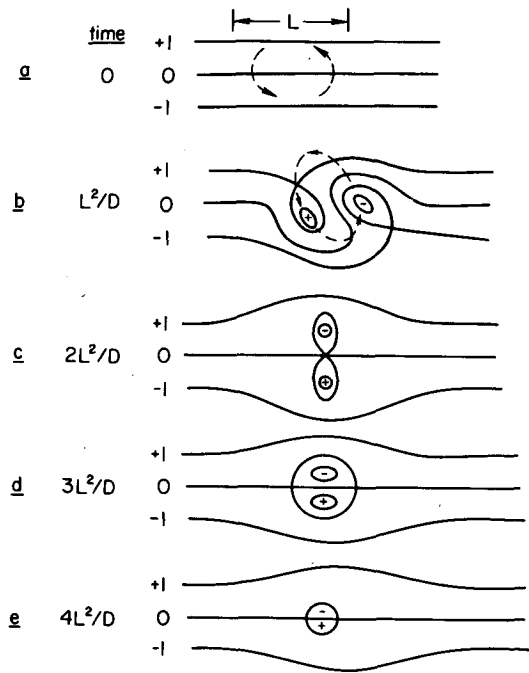 L
time
+1
a 0 0
-1
+1
b L²/D 0
-1
+ -
+1
c 2L²/D 0
-1
-
+
+1
d 3L²/D 0
-1
-
+
+1
e 4L²/D 0
-1
-
+